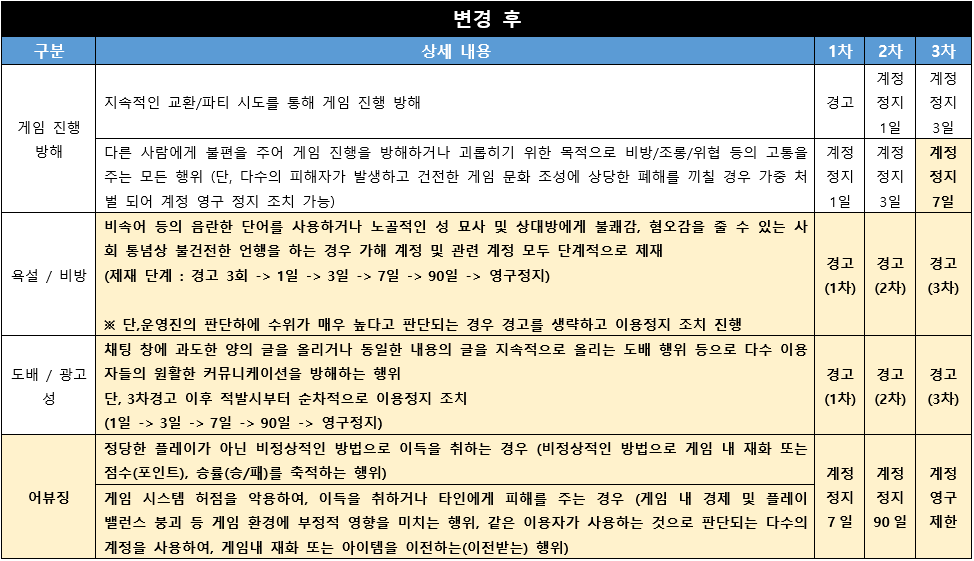 변경 후
구분
상세 내용
1차
2차
3차
게임 진행
방해
지속적인 교환/파티 시도를 통해 게임 진행 방해
경고
계정
정지
1일
계정
정지
3일
다른 사람에게 불편을 주어 게임 진행을 방해하거나 괴롭히기 위한 목적으로 비방/조롱/위협 등의 고통을
주는 모든 행위 (단, 다수의 피해자가 발생하고 건전한 게임 문화 조성에 상당한 폐해를 끼칠 경우 가중 처
벌 되어 계정 영구 정지 조치 가능)
계정
정지
1일
계정
정지
3일
계정
정지
7일
욕설 / 비방
비속어 등의 음란한 단어를 사용하거나 노골적인 성 묘사 및 상대방에게 불쾌감, 혐오감을 줄 수 있는 사
회 통념상 불건전한 언행을 하는 경우 가해 계정 및 관련 계정 모두 단계적으로 제재
(제재 단계 : 경고 3회 -> 1일 -> 3일 -> 7일 -> 90일 -> 영구정지)
※ 단,운영진의 판단하에 수위가 매우 높다고 판단되는 경우 경고를 생략하고 이용정지 조치 진행
경고
(1차)
경고
(2차)
경고
(3차)
도배 / 광고
성
채팅 창에 과도한 양의 글을 올리거나 동일한 내용의 글을 지속적으로 올리는 도배 행위 등으로 다수 이용
자들의 원활한 커뮤니케이션을 방해하는 행위
단, 3차경고 이후 적발시부터 순차적으로 이용정지 조치
(1일 -> 3일 -> 7일 -> 90일 -> 영구정지)
경고
(1차)
경고
(2차)
경고
(3차)
어뷰징
정당한 플레이가 아닌 비정상적인 방법으로 이득을 취하는 경우 (비정상적인 방법으로 게임 내 재화 또는
점수(포인트), 승률(승/패)를 축적하는 행위)
게임 시스템 허점을 악용하여, 이득을 취하거나 타인에게 피해를 주는 경우 (게임 내 경제 및 플레이
밸런스 붕괴 등 게임 환경에 부정적 영향을 미치는 행위, 같은 이용자가 사용하는 것으로 판단되는 다수의
계정을 사용하여, 게임내 재화 또는 아이템을 이전하는(이전받는) 행위)
계정
정지
7일
계정
정지
90일
계정
영구
제한